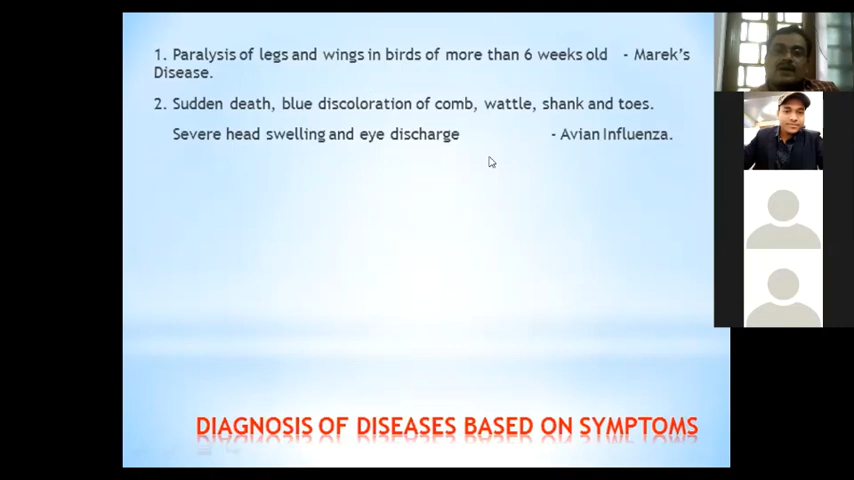 1. Paralysis of legs and wings in birds of more than 6 weeks old - Marek's
Disease.
2. Sudden death, blue discoloration of comb, wattle, shank and toes.
Severe head swelling and eye discharge - Avian Influenza.
DIAGNOSIS OF DISEASES BASED ON SYMPTOMS